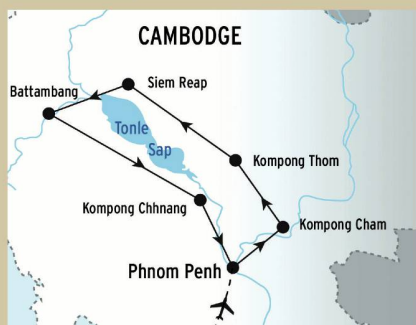 CAMBODGE
Siem Reap
Battambang
Tonle
Sap
Kompong Thom
Kompong Chhnang
Kompong Cham
Phnom Penh